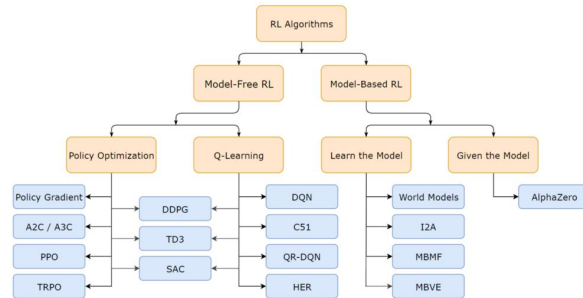 RL Algorithms
Model-Free RL
Model-Based RL
Policy Optimization
Q-Learning
Learn the Model
Given the Model
Policy Gradient
A2C / A3C
PPO
TRPO
DDPG
TD3
SAC
DQN
C51
QR-DQN
HER
World Models
I2A
MBMF
MBVE
AlphaZero